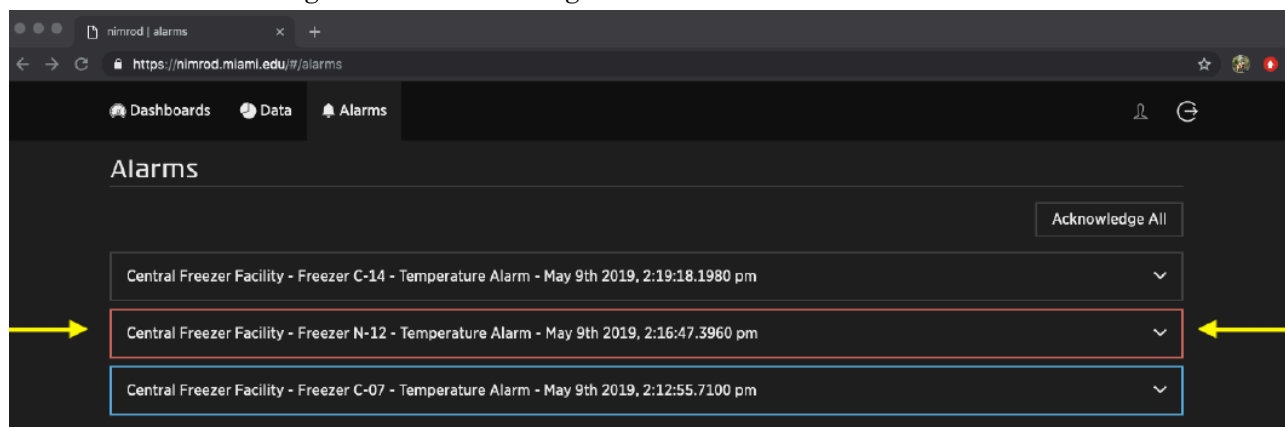 nimrod | alarms
https://nimrod.miami.edu/#/alarms
Dashboards Data Alarms
Alarms
Acknowledge All
Central Freezer Facility - Freezer C-14 - Temperature Alarm - May 9th 2019, 2:19:18.1980 pm
Central Freezer Facility - Freezer N-12 - Temperature Alarm - May 9th 2019, 2:16:47.3960 pm
Central Freezer Facility - Freezer C-07 - Temperature Alarm - May 9th 2019, 2:12:55.7100 pm